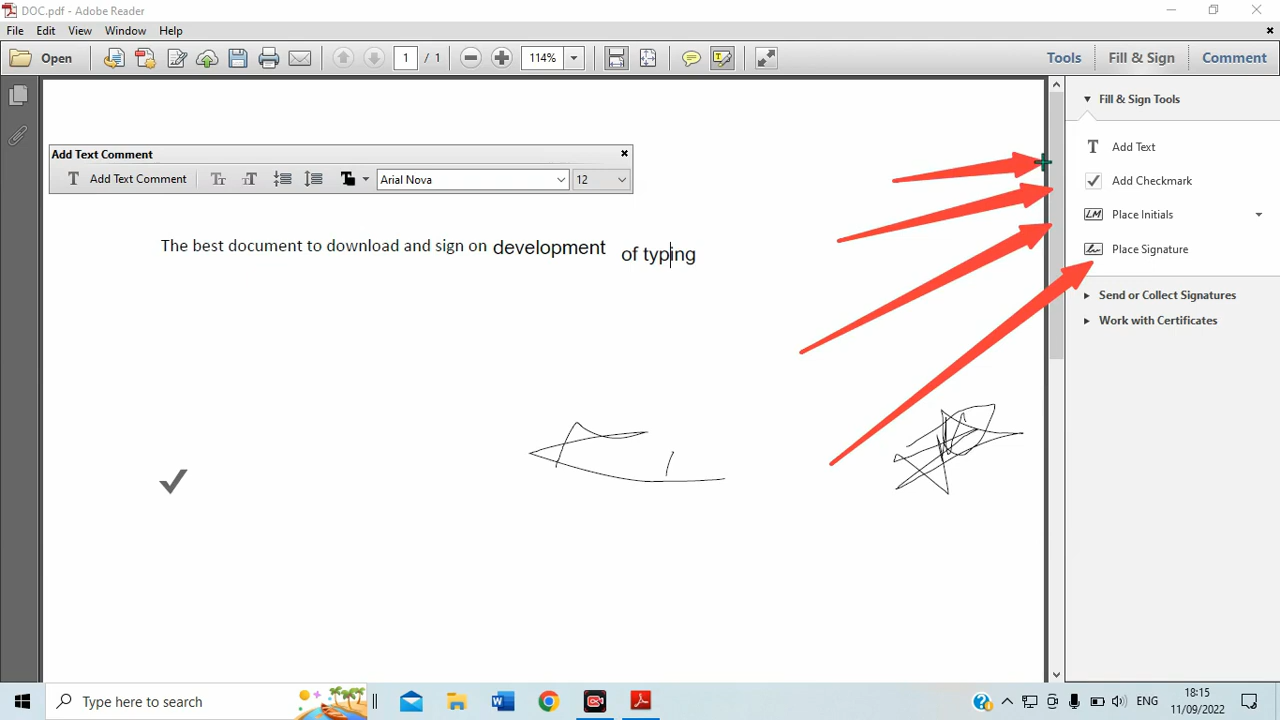 DOC.pdf - Adobe Reader
File Edit View Window Help
Open 1 / 1 114% Tools Fill & Sign Comment
Fill & Sign Tools
Add Text
Add Checkmark
LM Place Initials
Place Signature
Send or Collect Signatures
Work with Certificates
Add Text Comment
T Add Text Comment Tr T Arial Nova 12
The best document to download and sign on development of typing
Type here to search
ENG
18:15
11/09/2022